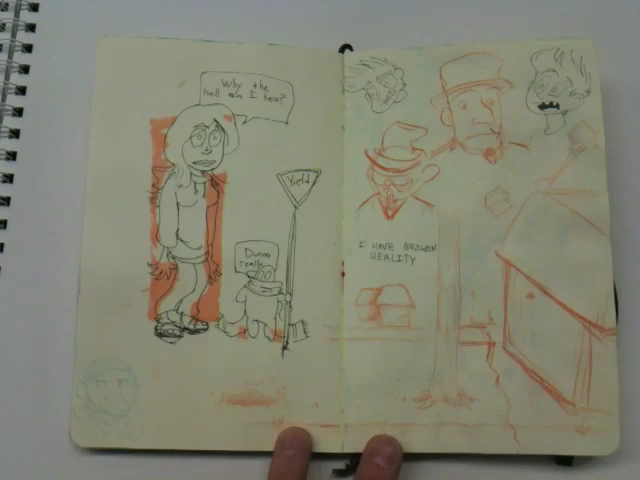 Why the
hell am I here?
Yield
Dunno
really
I HAVE BROKEN
REALITY